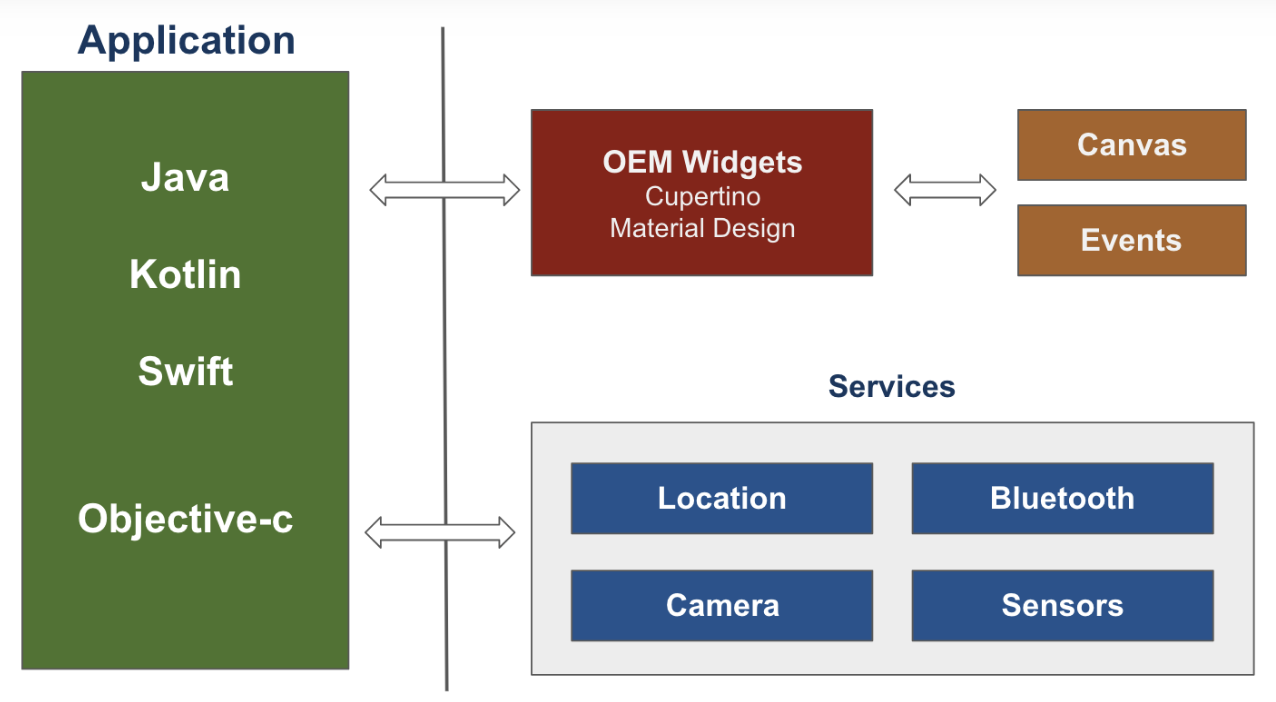 Application
Java
Kotlin
Swift
Objective-c
OEM Widgets
Cupertino
Material Design
Canvas
Events
Services
Location
Bluetooth
Camera
Sensors